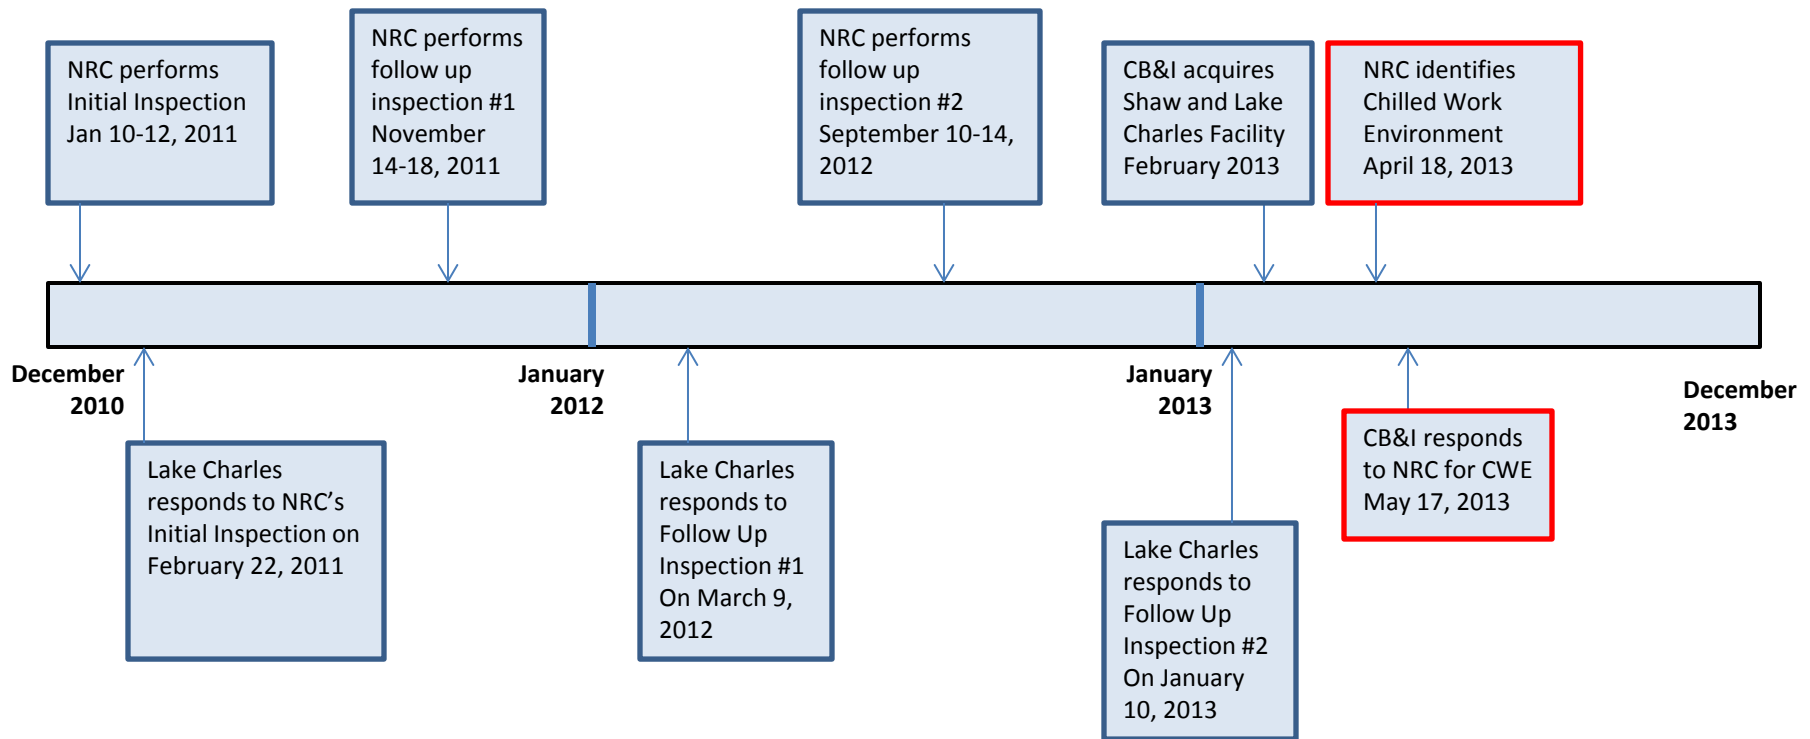 NRC performs
Initial Inspection
Jan 10-12, 2011
NRC performs
follow up
inspection #1
November
14-18, 2011
NRC performs
follow up
inspection #2
September 10-14,
2012
CB&I acquires
Shaw and Lake
Charles Facility
February 2013
NRC identifies
Chilled Work
Environment
April 18, 2013
December
2010
January
2012
January
2013
December
2013
Lake Charles
responds to NRC’s
Initial Inspection on
February 22, 2011
Lake Charles
responds to
Follow Up
Inspection #1
On March 9,
2012
Lake Charles
responds to
Follow Up
Inspection #2
On January
10, 2013
CB&I responds
to NRC for CWE
May 17, 2013